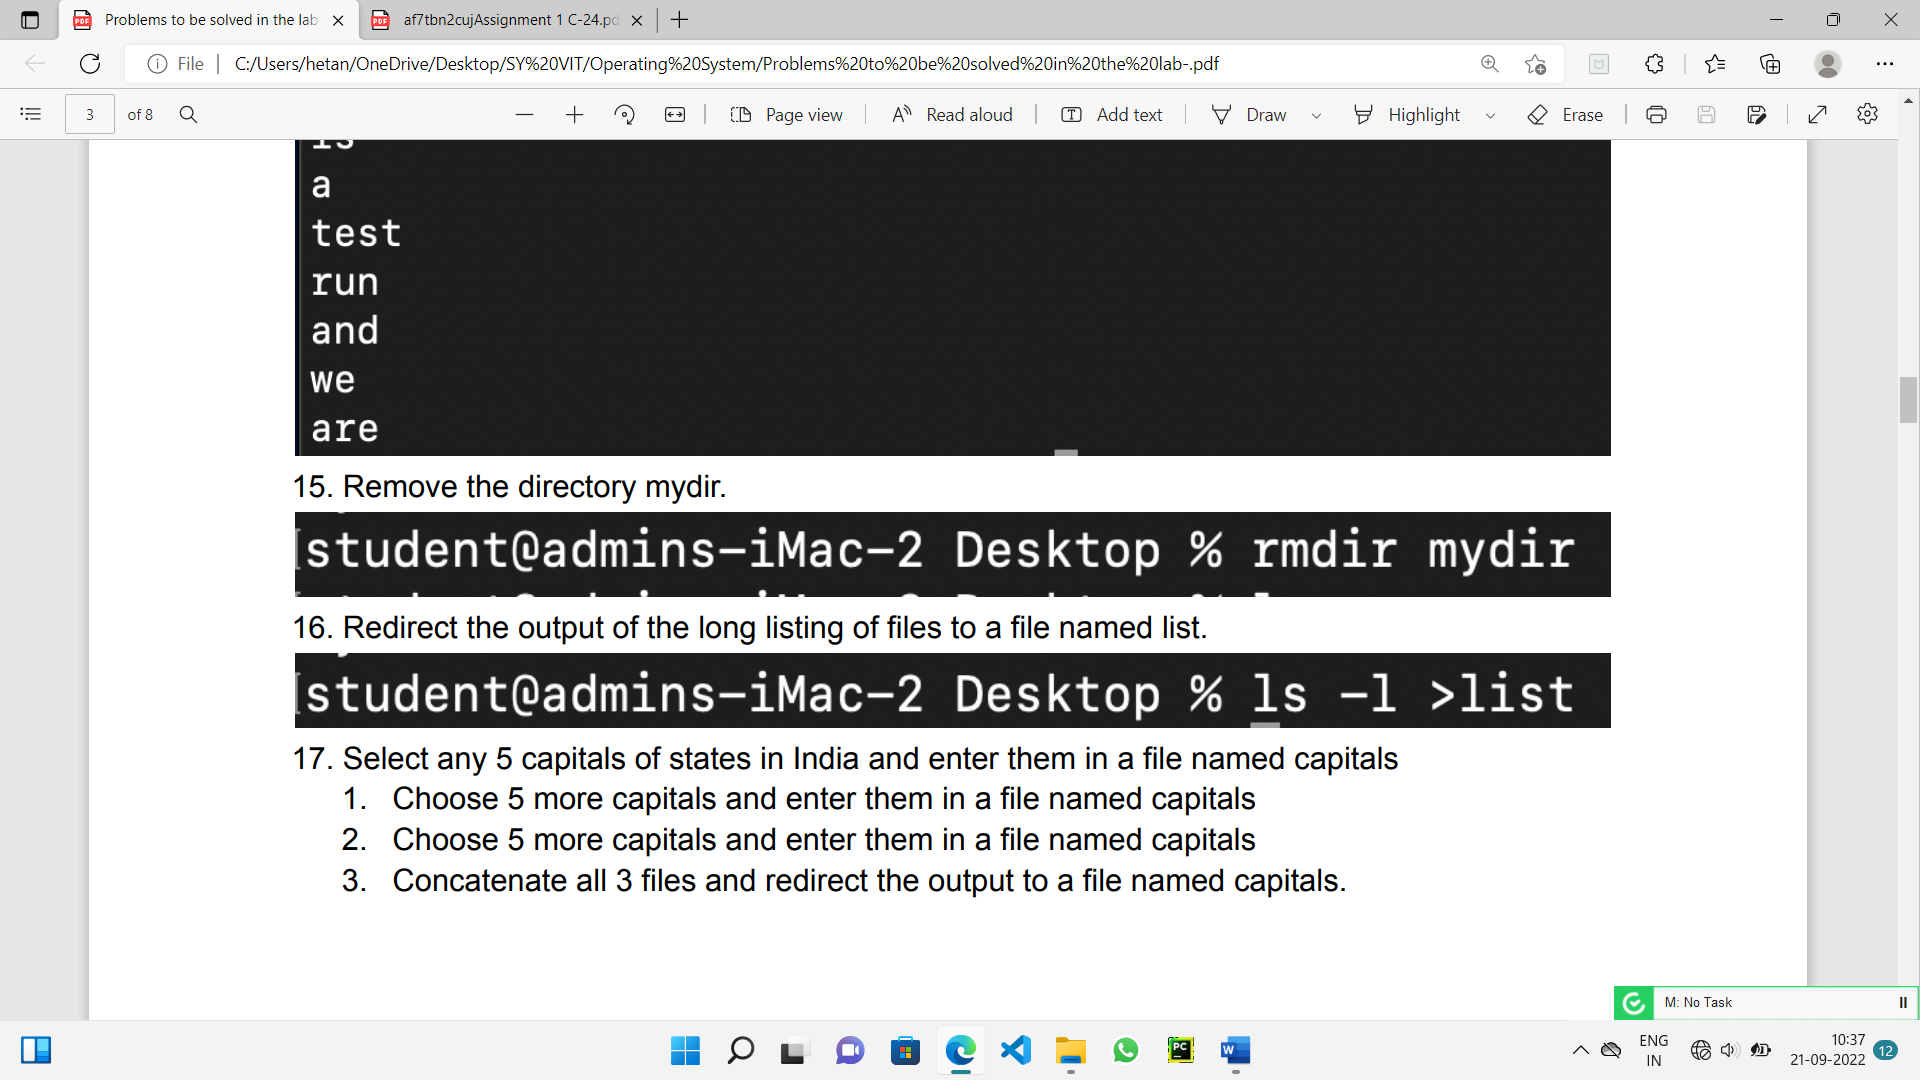 Problems to be solved in the lab
af7tbn2cujAssignment 1 C-24.pd
File
C:/Users/hetan/OneDrive/Desktop/SY%20VIT/Operating%20System/Problems%20to%20be%20solved%20in%20the%20lab-.pdf
3 of 8
Page view
Read aloud
Add text
Draw
Highlight
Erase
is
a
test
run
and
we
are
15. Remove the directory mydir.
[student@admins-iMac-2 Desktop % rmdir mydir
16. Redirect the output of the long listing of files to a file named list.
[student@admins-iMac-2 Desktop % ls -l >list
17. Select any 5 capitals of states in India and enter them in a file named capitals
1. Choose 5 more capitals and enter them in a file named capitals
2. Choose 5 more capitals and enter them in a file named capitals
3. Concatenate all 3 files and redirect the output to a file named capitals.
M: No Task
ENG
IN
10:37
21-09-2022
12